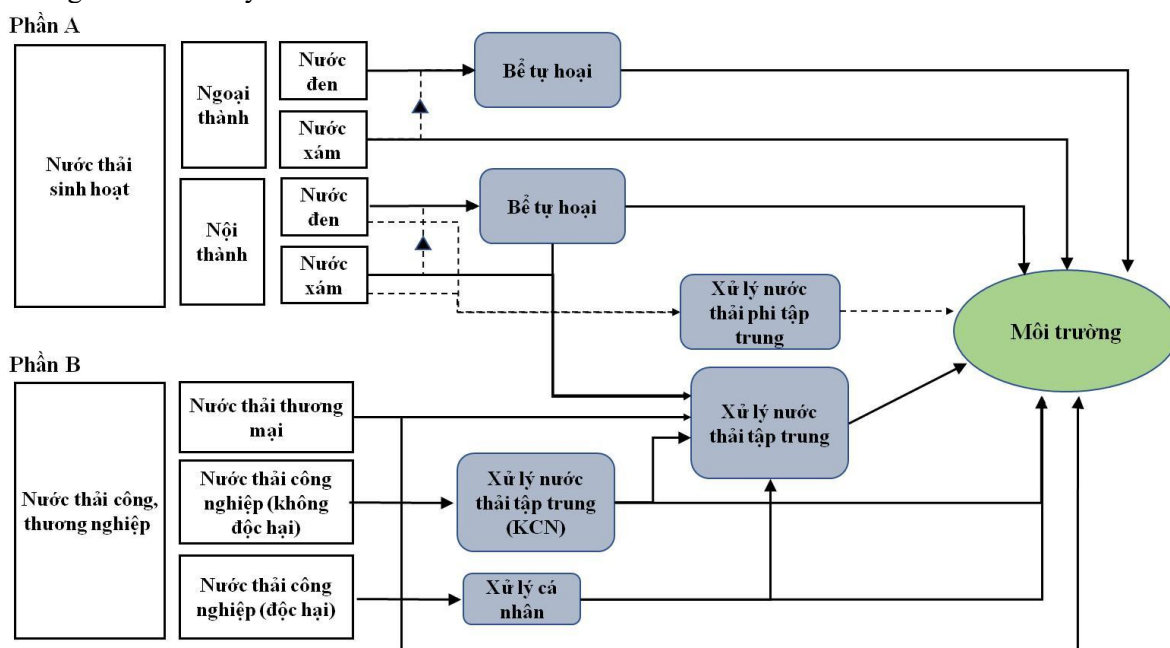 Phần A
Nước thải
sinh hoạt
Ngoại
thành
Nước
đen
Nước
xám
Bể tự hoại
Nội
thành
Nước
đen
Nước
xám
Bể tự hoại
Xử lý nước
thải phi tập
trung
Môi trường
Phần B
Nước thải công,
thương nghiệp
Nước thải thương
mại
Xử lý nước
thải tập trung
Nước thải công
nghiệp (không
độc hại)
Xử lý nước
thải tập trung
(KCN)
Nước thải công
nghiệp (độc hại)
Xử lý cá
nhân